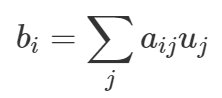 $b_i = \sum_j a_{ij} u_j$